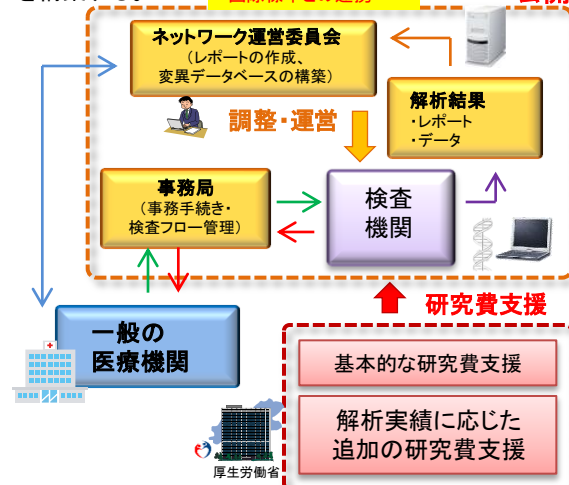 ネットワーク運営委員会
（レポートの作成、
変異データベースの構築）
調整・運営
解析結果
・レポート
・データ
事務局
（事務手続き・
検査フロー管理）
検査
機関
研究費支援
一般の
医療機関
基本的な研究費支援
解析実績に応じた
追加の研究費支援
厚生労働省